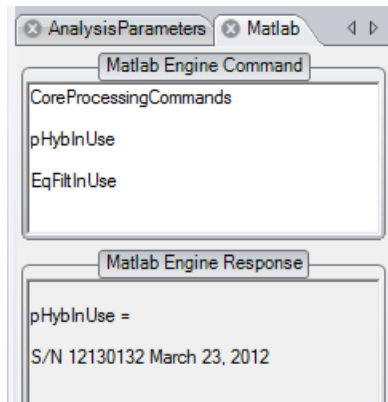 AnalysisParameters Matlab
Matlab Engine Command
CoreProcessingCommands
pHybInUse
EqFiltInUse
Matlab Engine Response
pHybInUse =
S/N 12130132 March 23, 2012